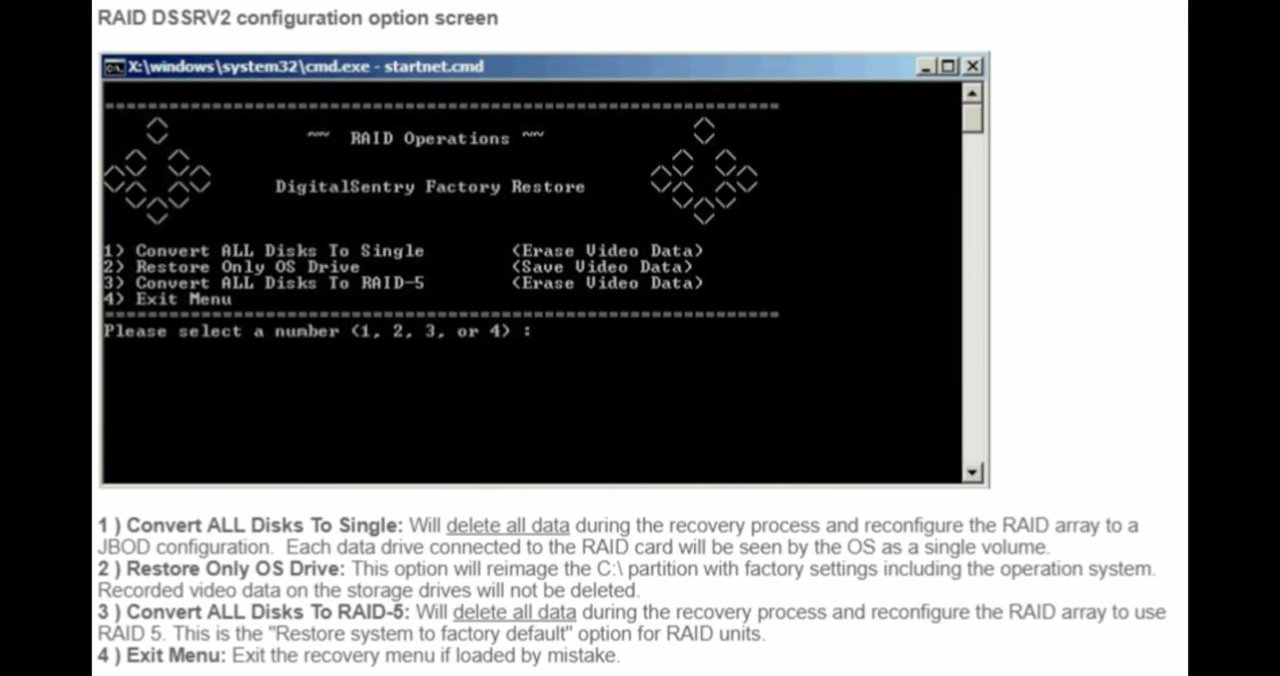 RAID DSSRV2 configuration option screen
X:\windows\system32\cmd.exe - startnet.cmd
~~ RAID Operations ~~
DigitalSentry Factory Restore
1) Convert ALL Disks To Single (Erase Video Data)
2) Restore Only OS Drive (Save Video Data)
3) Convert ALL Disks To RAID-5 (Erase Video Data)
4) Exit Menu
Please select a number (1, 2, 3, or 4) :
1 ) Convert ALL Disks To Single: Will delete all data during the recovery process and reconfigure the RAID array to a
JBOD configuration.  Each data drive connected to the RAID card will be seen by the OS as a single volume.
2 ) Restore Only OS Drive: This option will reimage the C:\ partition with factory settings including the operation system.
Recorded video data on the storage drives will not be deleted.
3 ) Convert ALL Disks To RAID-5: Will delete all data during the recovery process and reconfigure the RAID array to use
RAID 5. This is the "Restore system to factory default" option for RAID units.
4 ) Exit Menu: Exit the recovery menu if loaded by mistake.